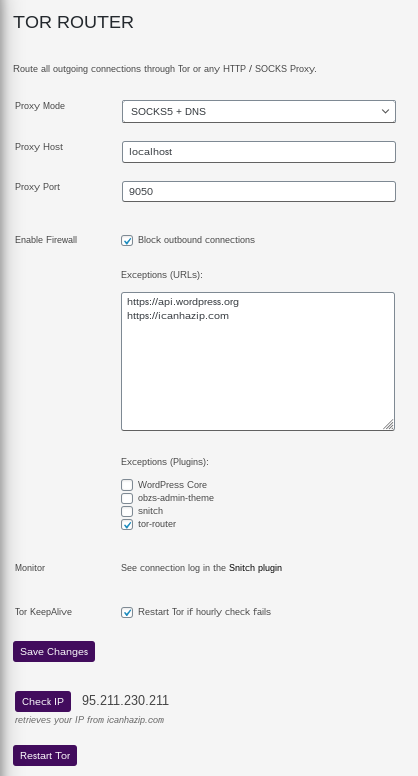 TOR ROUTER
Route all outgoing connections through Tor or any HTTP / SOCKS Proxy.
Proxy Mode
SOCKS5 + DNS
Proxy Host
localhost
Proxy Port
9050
Enable Firewall
Block outbound connections
Exceptions (URLs):
https://api.wordpress.org
https://icanhazip.com
Exceptions (Plugins):
WordPress Core
obzs-admin-theme
snitch
tor-router
Monitor
See connection log in the Snitch plugin
Tor KeepAlive
Restart Tor if hourly check fails
Save Changes
Check IP 95.211.230.211
retrieves your IP from icanhazip.com
Restart Tor